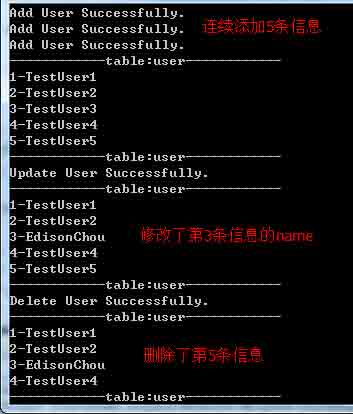 Add User Successfully.
Add User Successfully.
Add User Successfully.
连续添加5条信息
-------------table:user-------------
1-TestUser1
2-TestUser2
3-TestUser3
4-TestUser4
5-TestUser5
-------------table:user-------------
Update User Successfully.
-------------table:user-------------
1-TestUser1
2-TestUser2
3-EdisonChou
修改了第3条信息的name
4-TestUser4
5-TestUser5
-------------table:user-------------
Delete User Successfully.
-------------table:user-------------
1-TestUser1
2-TestUser2
3-EdisonChou
删除了第5信息
4-TestUser4
-------------table:user-------------